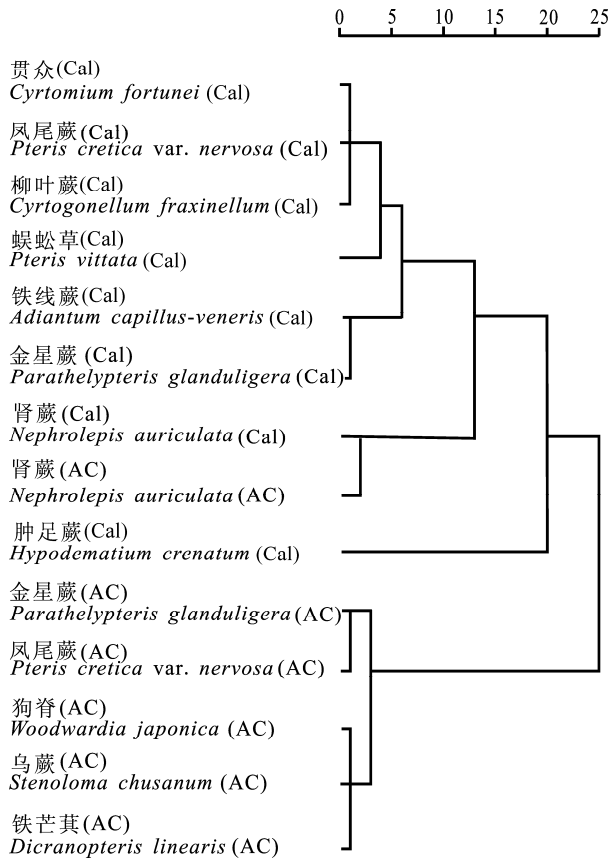 0 5 10 15 20 25
贯众(Cal)
Cyrtomium fortunei (Cal)
凤尾蕨(Cal)
Pteris cretica var. nervosa (Cal)
柳叶蕨(Cal)
Cyrtogonellum fraxinellum (Cal)
蜈蚣草(Cal)
Pteris vittata (Cal)
铁线蕨(Cal)
Adiantum capillus-veneris (Cal)
金星蕨 (Cal)
Parathelypteris glanduligera (Cal)
肾蕨(Cal)
Nephrolepis auriculata (Cal)
肾蕨(AC)
Nephrolepis auriculata (AC)
肿足蕨(Cal)
Hypodematium crenatum (Cal)
金星蕨(AC)
Parathelypteris glanduligera (AC)
凤尾蕨(AC)
Pteris cretica var. nervosa (AC)
狗脊(AC)
Woodwardia japonica (AC)
乌蕨(AC)
Stenoloma chusanum (AC)
铁芒萁(AC)
Dicranopteris linearis (AC)